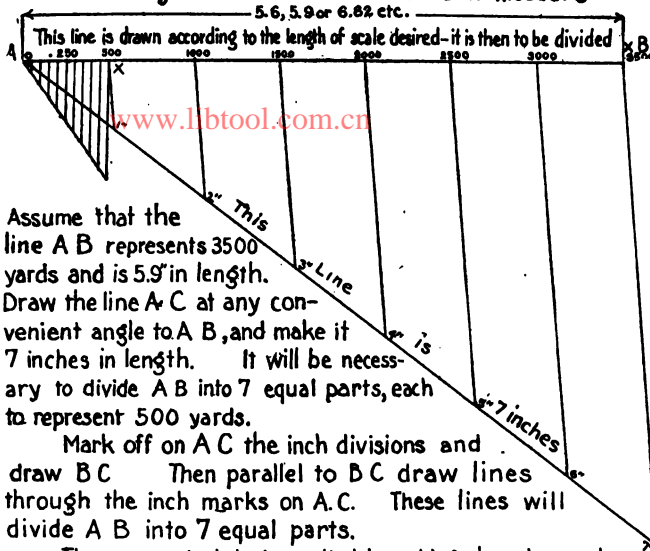 5.6, 5.9 or 6.82 etc.
This line is drawn according to the length of scale desired-it is then to be divided
A
B
0 250 500 1000 1500 2000 2500 3000
x
x
www.libtool.com.cn
1"
2" This
3" Line
4" is
5" 7 inches
6"
Assume that the
line A B represents 3500
yards and is 5.9" in length.
Draw the line A C at any con-
venient angle to A B, and make it
7 inches in length. It will be necess-
ary to divide A B into 7 equal parts, each
to represent 500 yards.
Mark off on A C the inch divisions and
draw B C Then parallel to B C draw lines
through the inch marks on A.C. These lines will
divide A B into 7 equal parts.